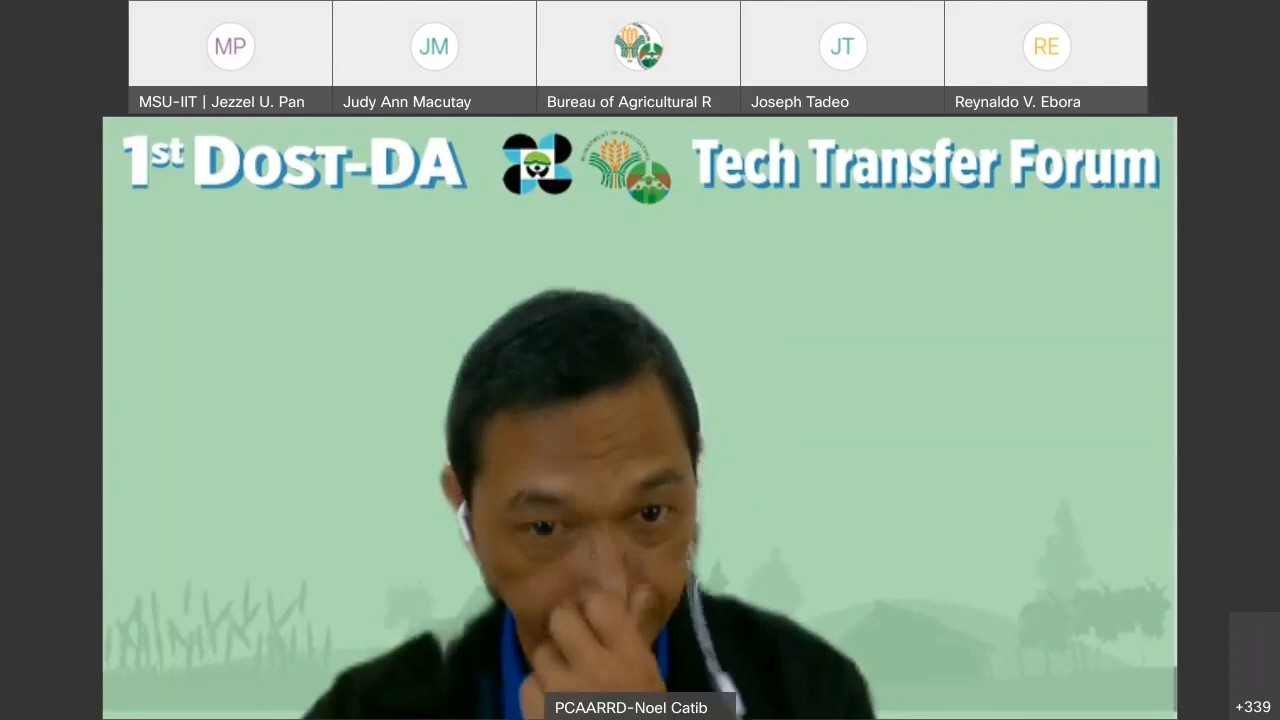 MP
JM
JT
RE
MSU-IIT | Jezzel U. Pan
Judy Ann Macutay
Bureau of Agricultural R
Joseph Tadeo
Reynaldo V. Ebora
1st DOST-DA
Tech Transfer Forum
PCAARRD-Noel Catib
+339